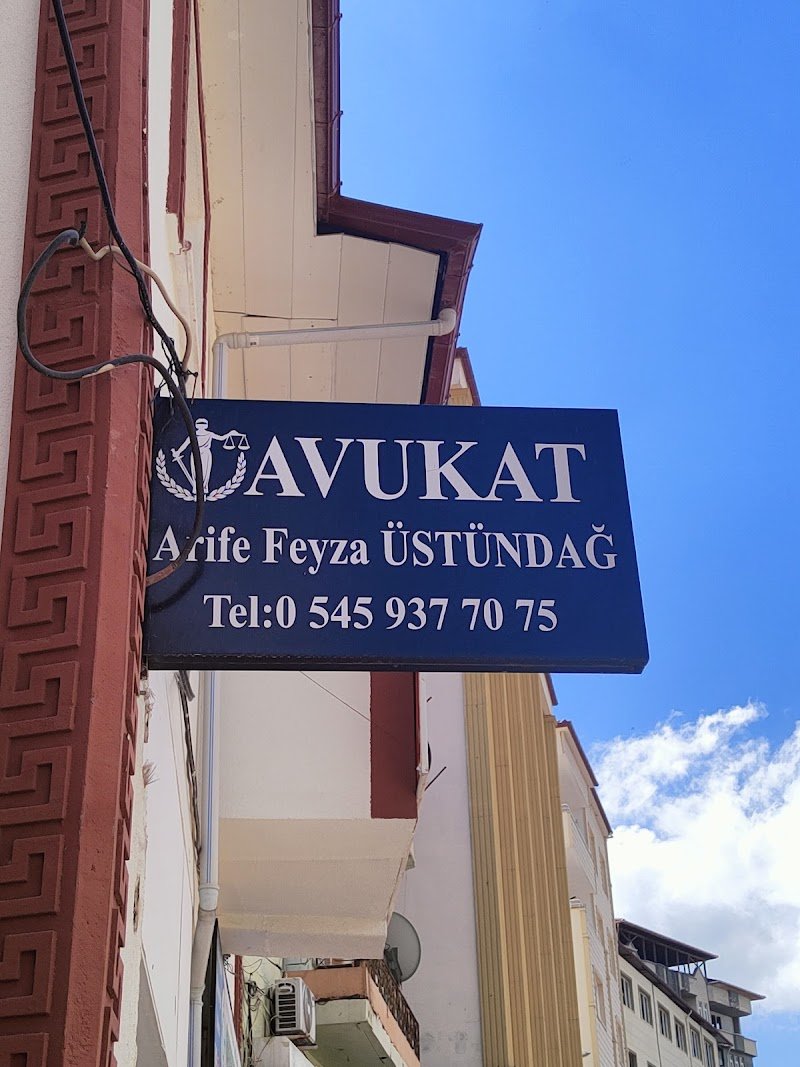 AVUKAT
Arife Feyza ÜSTÜNDAĞ
Tel:0 545 937 70 75